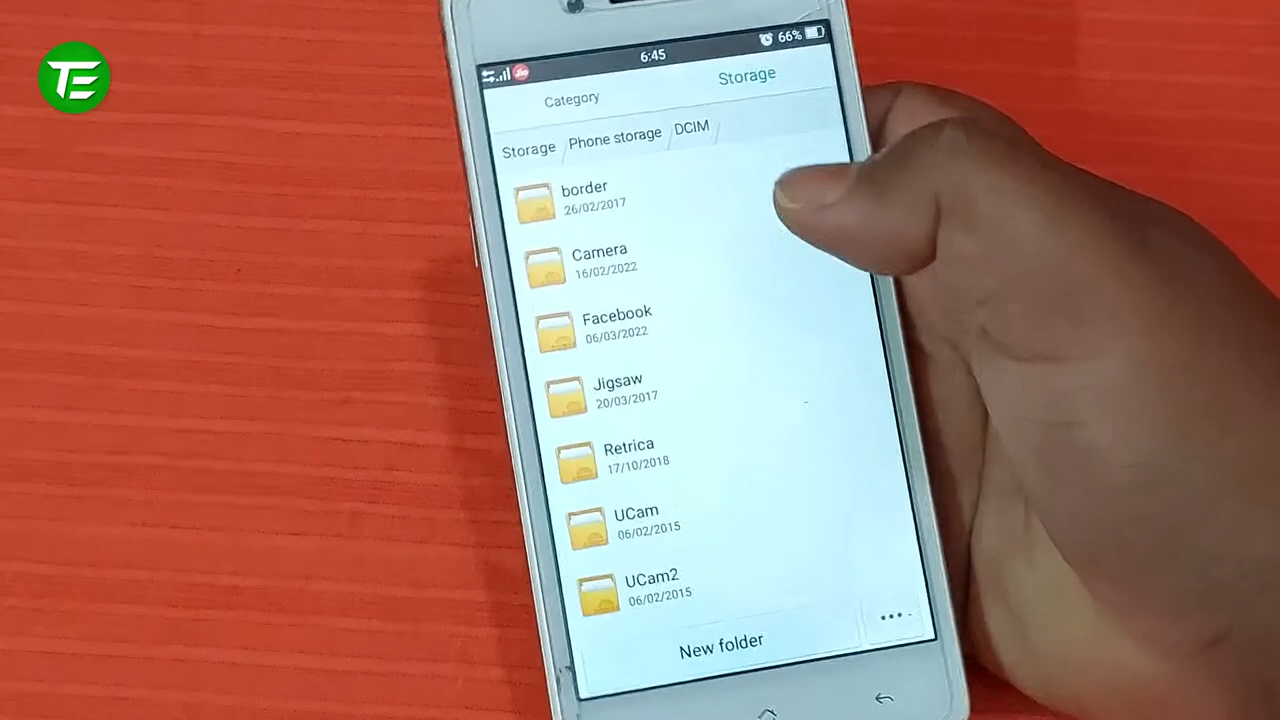 TE
6:45
66%
Jio
Category
Storage
Storage
Phone storage
DCIM
border
26/02/2017
Camera
16/02/2022
Facebook
06/03/2022
Jigsaw
20/03/2017
Retrica
17/10/2018
UCam
06/02/2015
UCam2
06/02/2015
New folder